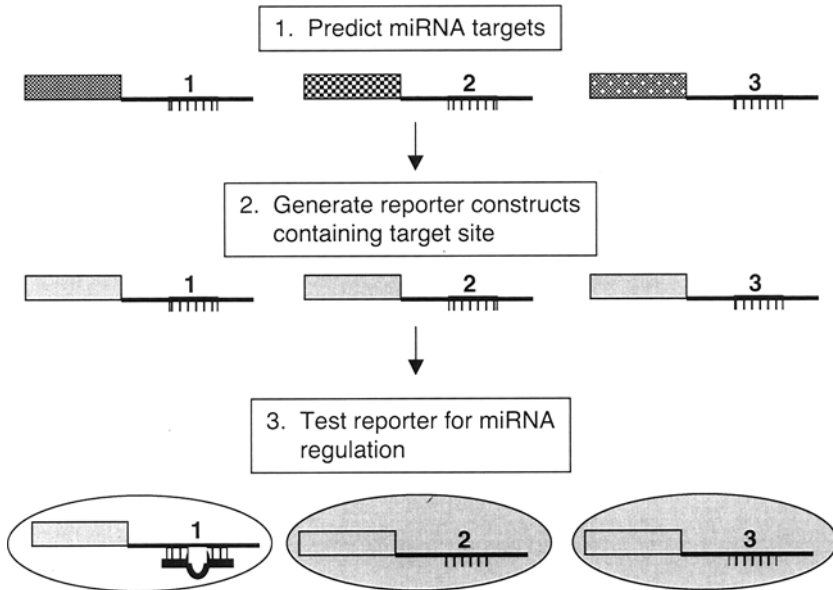 1. Predict miRNA targets
1 2 3
2. Generate reporter constructs
containing target site
1 2 3
3. Test reporter for miRNA
regulation
1 2 3